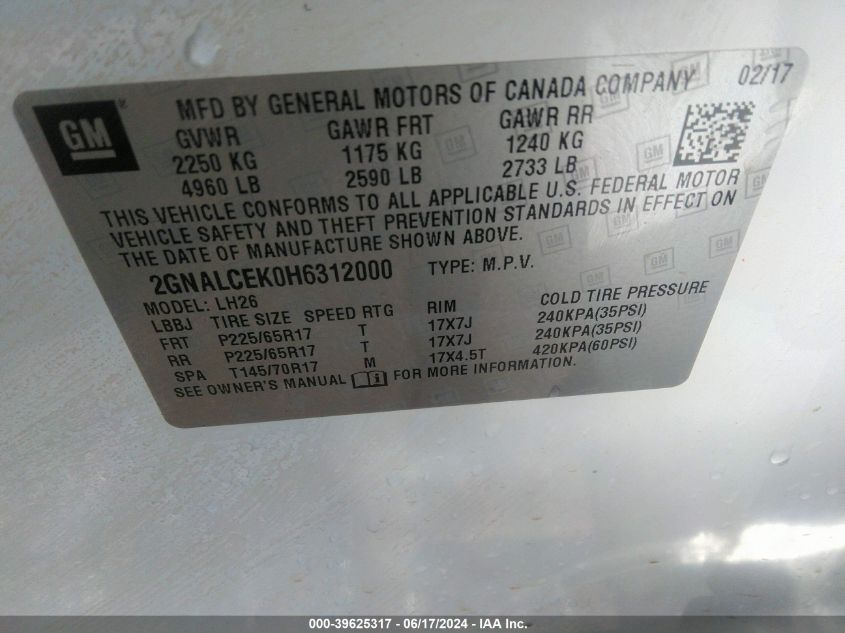 GM
MFD BY GENERAL MOTORS OF CANADA COMPANY 02/17
GVWR GAWR FRT GAWR RR
2250 KG 1175 KG 1240 KG
4960 LB 2590 LB 2733 LB
THIS VEHICLE CONFORMS TO ALL APPLICABLE U.S. FEDERAL MOTOR
VEHICLE SAFETY AND THEFT PREVENTION STANDARDS IN EFFECT ON
THE DATE OF MANUFACTURE SHOWN ABOVE.
2GNALCEK0H6312000 TYPE: M.P.V.
MODEL: LH26
LBBJ TIRE SIZE SPEED RTG RIM COLD TIRE PRESSURE
FRT P225/65R17 T 17X7J 240KPA(35PSI)
RR P225/65R17 T 17X7J 240KPA(35PSI)
SPA T145/70R17 M 17X4.5T 420KPA(60PSI)
SEE OWNER'S MANUAL FOR MORE INFORMATION.
000-39625317 - 06/17/2024 - IAA Inc.